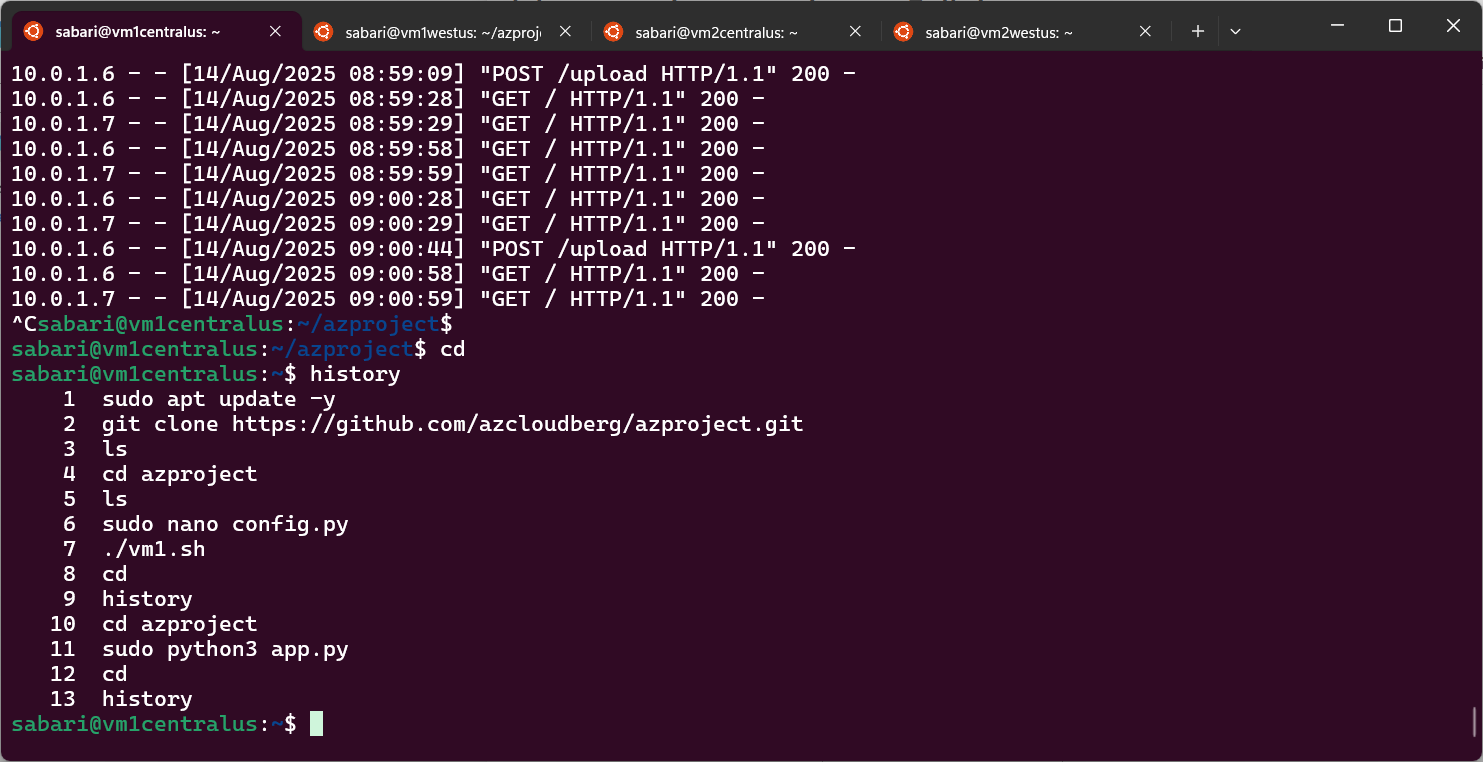 sabari@vm1centralus: ~
sabari@vm1westus: ~/azproj
sabari@vm2centralus: ~
sabari@vm2westus: ~
10.0.1.6 - - [14/Aug/2025 08:59:09] "POST /upload HTTP/1.1" 200 -
10.0.1.6 - - [14/Aug/2025 08:59:28] "GET / HTTP/1.1" 200 -
10.0.1.7 - - [14/Aug/2025 08:59:29] "GET / HTTP/1.1" 200 -
10.0.1.6 - - [14/Aug/2025 08:59:58] "GET / HTTP/1.1" 200 -
10.0.1.7 - - [14/Aug/2025 08:59:59] "GET / HTTP/1.1" 200 -
10.0.1.6 - - [14/Aug/2025 09:00:28] "GET / HTTP/1.1" 200 -
10.0.1.7 - - [14/Aug/2025 09:00:29] "GET / HTTP/1.1" 200 -
10.0.1.6 - - [14/Aug/2025 09:00:44] "POST /upload HTTP/1.1" 200 -
10.0.1.6 - - [14/Aug/2025 09:00:58] "GET / HTTP/1.1" 200 -
10.0.1.7 - - [14/Aug/2025 09:00:59] "GET / HTTP/1.1" 200 -
^Csabari@vm1centralus:~/azproject$
sabari@vm1centralus:~/azproject$ cd
sabari@vm1centralus:~$ history
1 sudo apt update -y
2 git clone https://github.com/azcloudberg/azproject.git
3 ls
4 cd azproject
5 ls
6 sudo nano config.py
7 ./vm1.sh
8 cd
9 history
10 cd azproject
11 sudo python3 app.py
12 cd
13 history
sabari@vm1centralus:~$